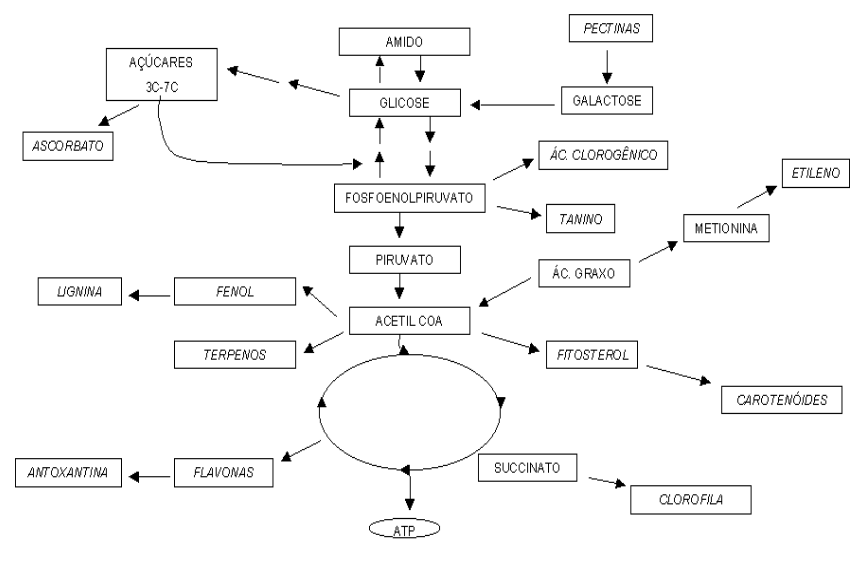 PECTINAS
AMIDO
AÇÚCARES
3C-7C
GLICOSE
GALACTOSE
ASCORBATO
ÁC. CLOROGÊNICO
ETILENO
FOSFOENOLPIRUVATO
TANINO
METIONINA
PIRUVATO
ÁC. GRAXO
LIGNINA
FENOL
ACETIL COA
TERPENOS
FITOSTEROL
CAROTENÓIDES
ANTOXANTINA
FLAVONAS
SUCCINATO
CLOROFILA
ATP